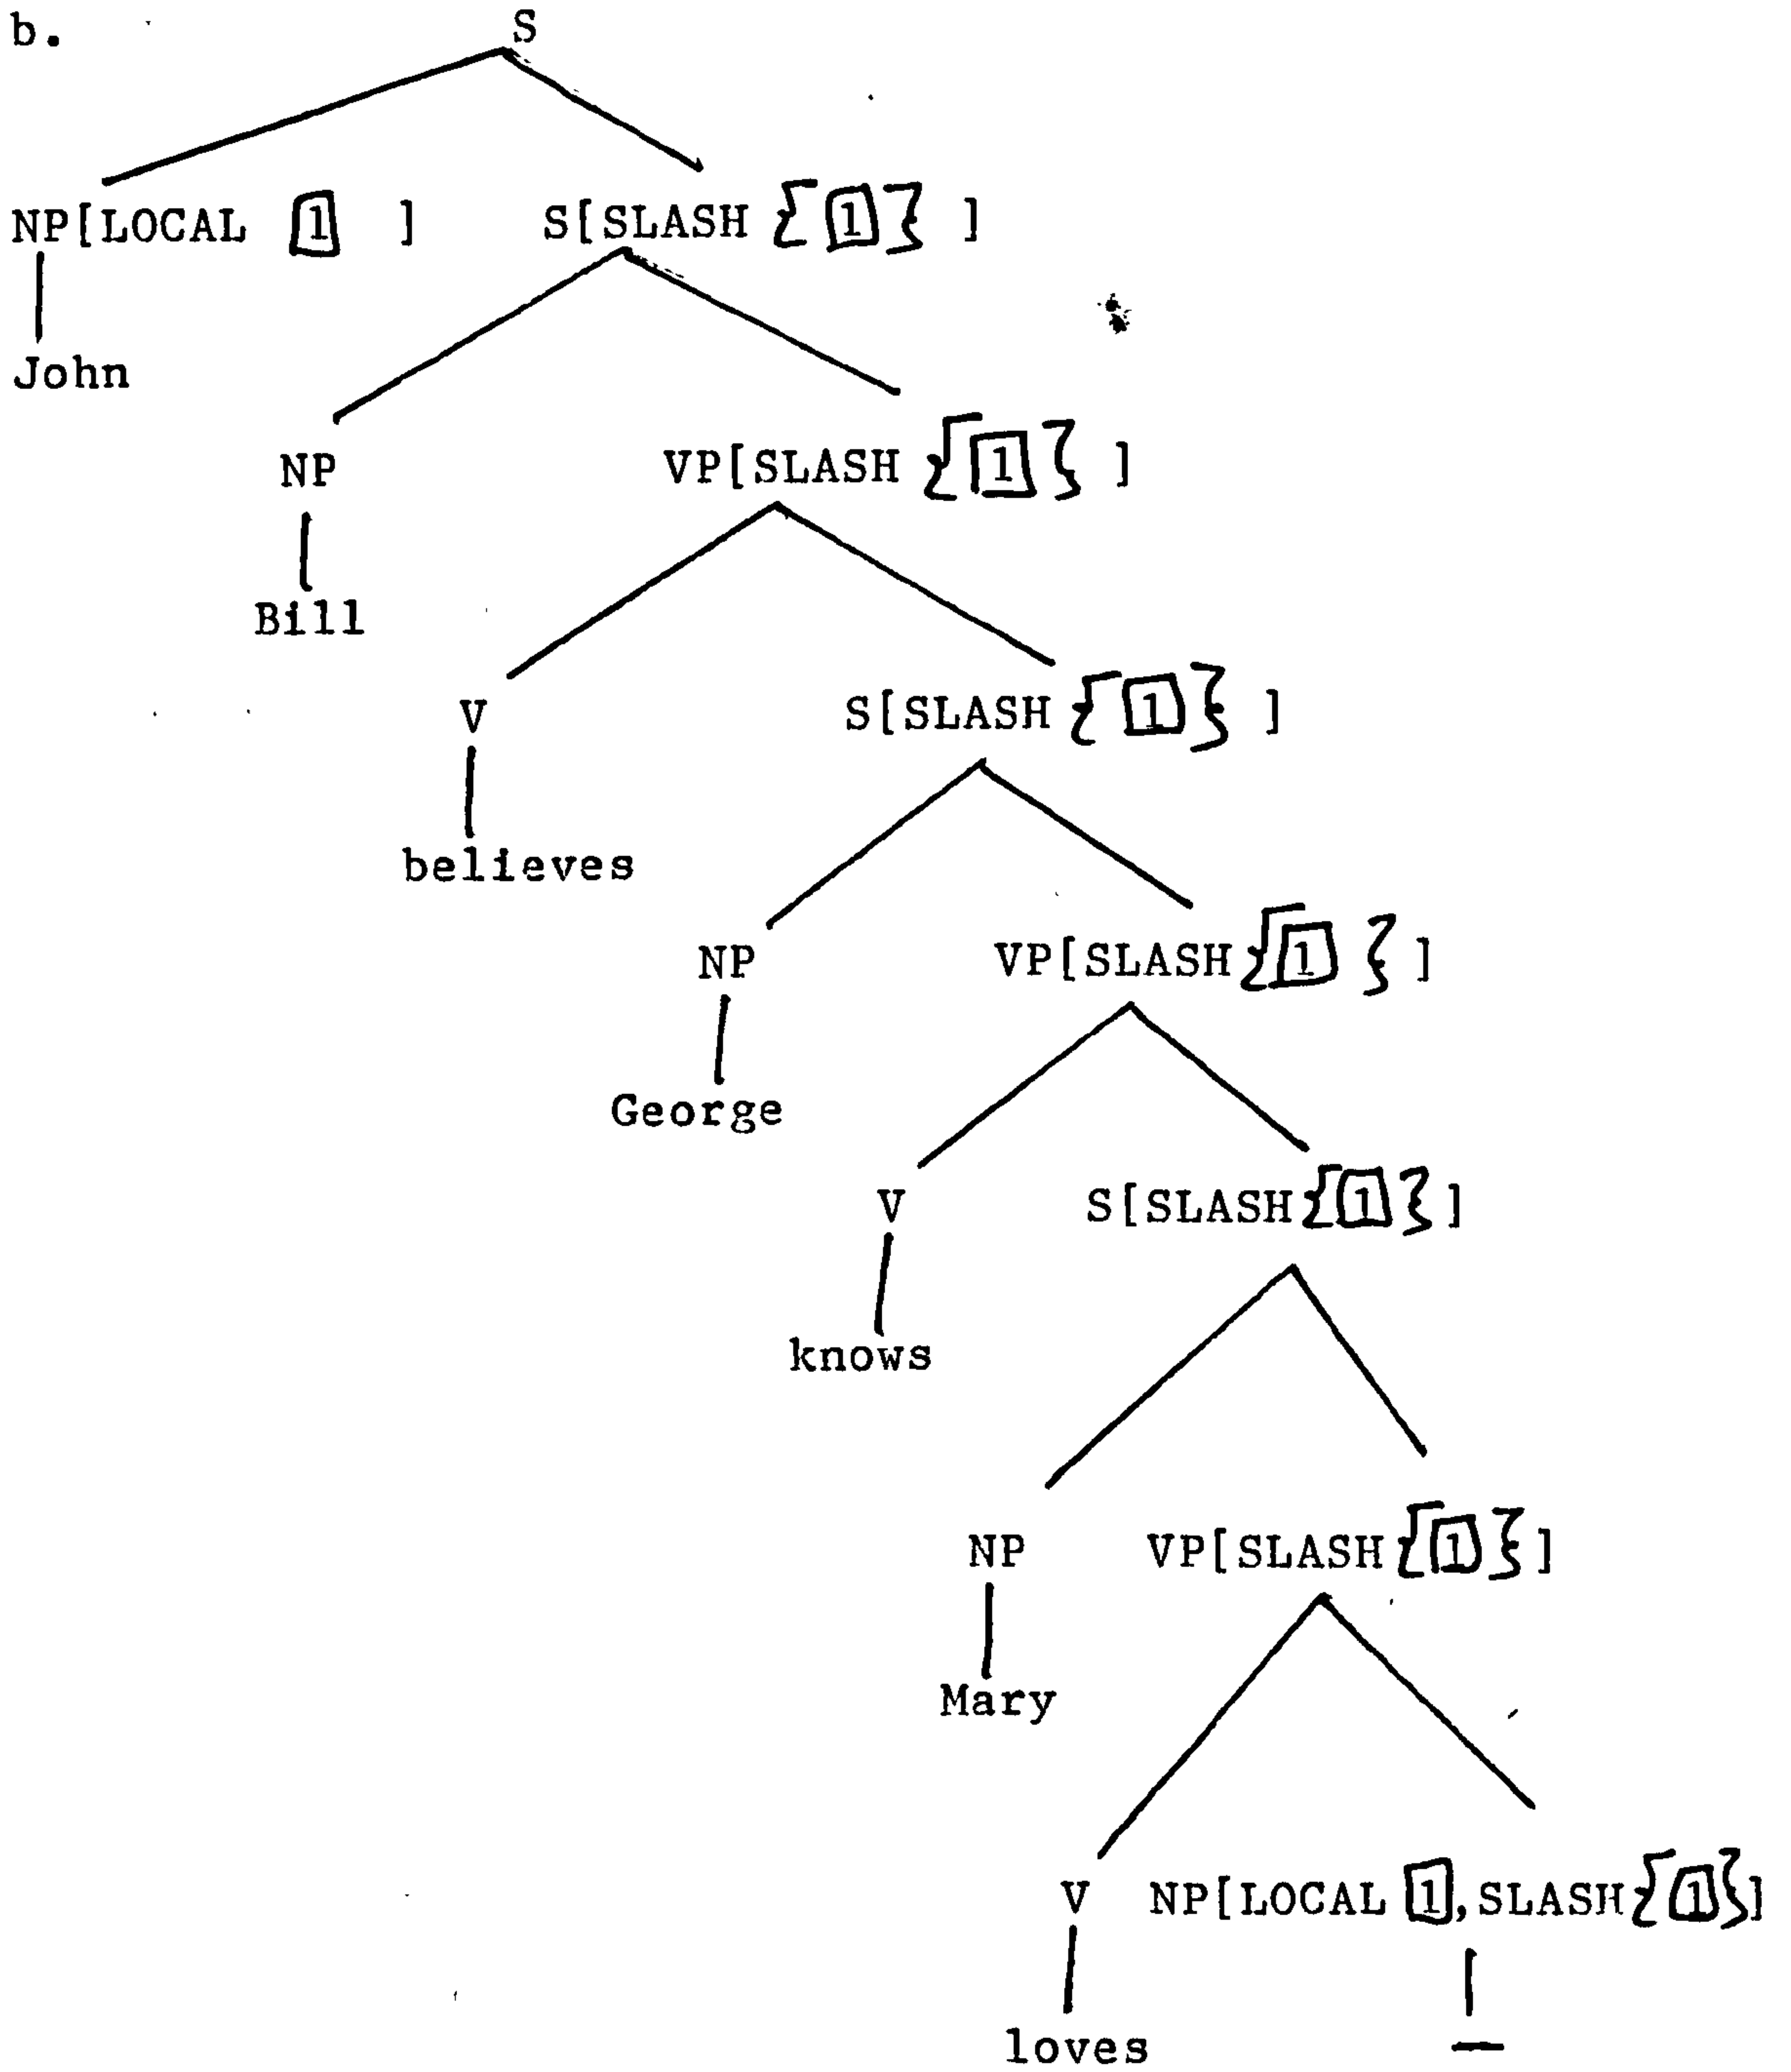 b. S
NP[LOCAL 1 ] S[SLASH {1} ]
John
NP VP[SLASH {1} ]
Bill
V S[SLASH {1} ]
believes
NP VP[SLASH {1 } ]
George
V S[SLASH{1}]
knows
NP VP[SLASH{1}]
Mary
V NP[LOCAL 1,SLASH{1}]
loves —